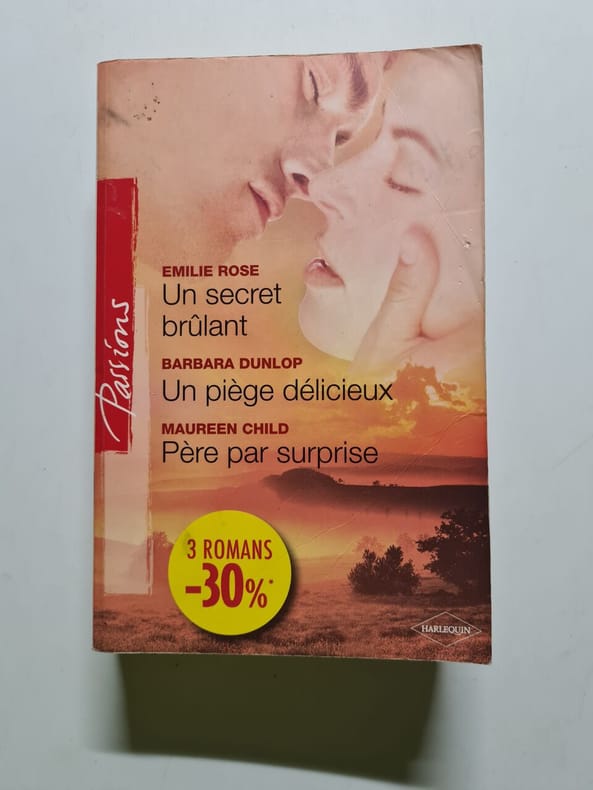 Passions
EMILIE ROSE
Un secret
brûlant
BARBARA DUNLOP
Un piège délicieux
MAUREEN CHILD
Père par surprise
3 ROMANS
-30%*
HARLEQUIN